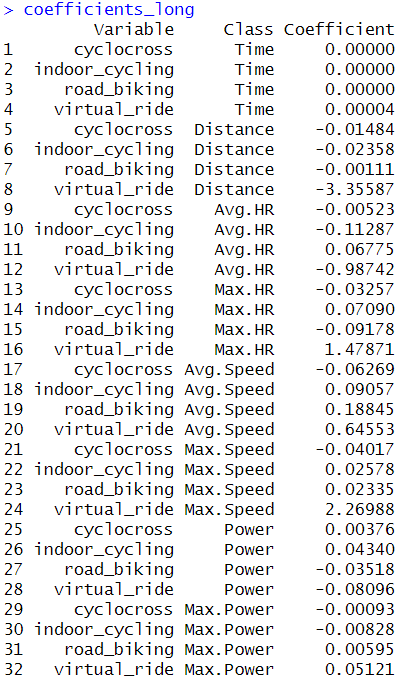 > coefficients_long
Variable Class Coefficient
1 cyclocross Time 0.00000
2 indoor_cycling Time 0.00000
3 road_biking Time 0.00000
4 virtual_ride Time 0.00004
5 cyclocross Distance -0.01484
6 indoor_cycling Distance -0.02358
7 road_biking Distance -0.00111
8 virtual_ride Distance -3.35587
9 cyclocross Avg.HR -0.00523
10 indoor_cycling Avg.HR -0.11287
11 road_biking Avg.HR 0.06775
12 virtual_ride Avg.HR -0.98742
13 cyclocross Max.HR -0.03257
14 indoor_cycling Max.HR 0.07090
15 road_biking Max.HR -0.09178
16 virtual_ride Max.HR 1.47871
17 cyclocross Avg.Speed -0.06269
18 indoor_cycling Avg.Speed 0.09057
19 road_biking Avg.Speed 0.18845
20 virtual_ride Avg.Speed 0.64553
21 cyclocross Max.Speed -0.04017
22 indoor_cycling Max.Speed 0.02578
23 road_biking Max.Speed 0.02335
24 virtual_ride Max.Speed 2.26988
25 cyclocross Power 0.00376
26 indoor_cycling Power 0.04340
27 road_biking Power -0.03518
28 virtual_ride Power -0.08096
29 cyclocross Max.Power -0.00093
30 indoor_cycling Max.Power -0.00828
31 road_biking Max.Power 0.00595
32 virtual_ride Max.Power 0.05121